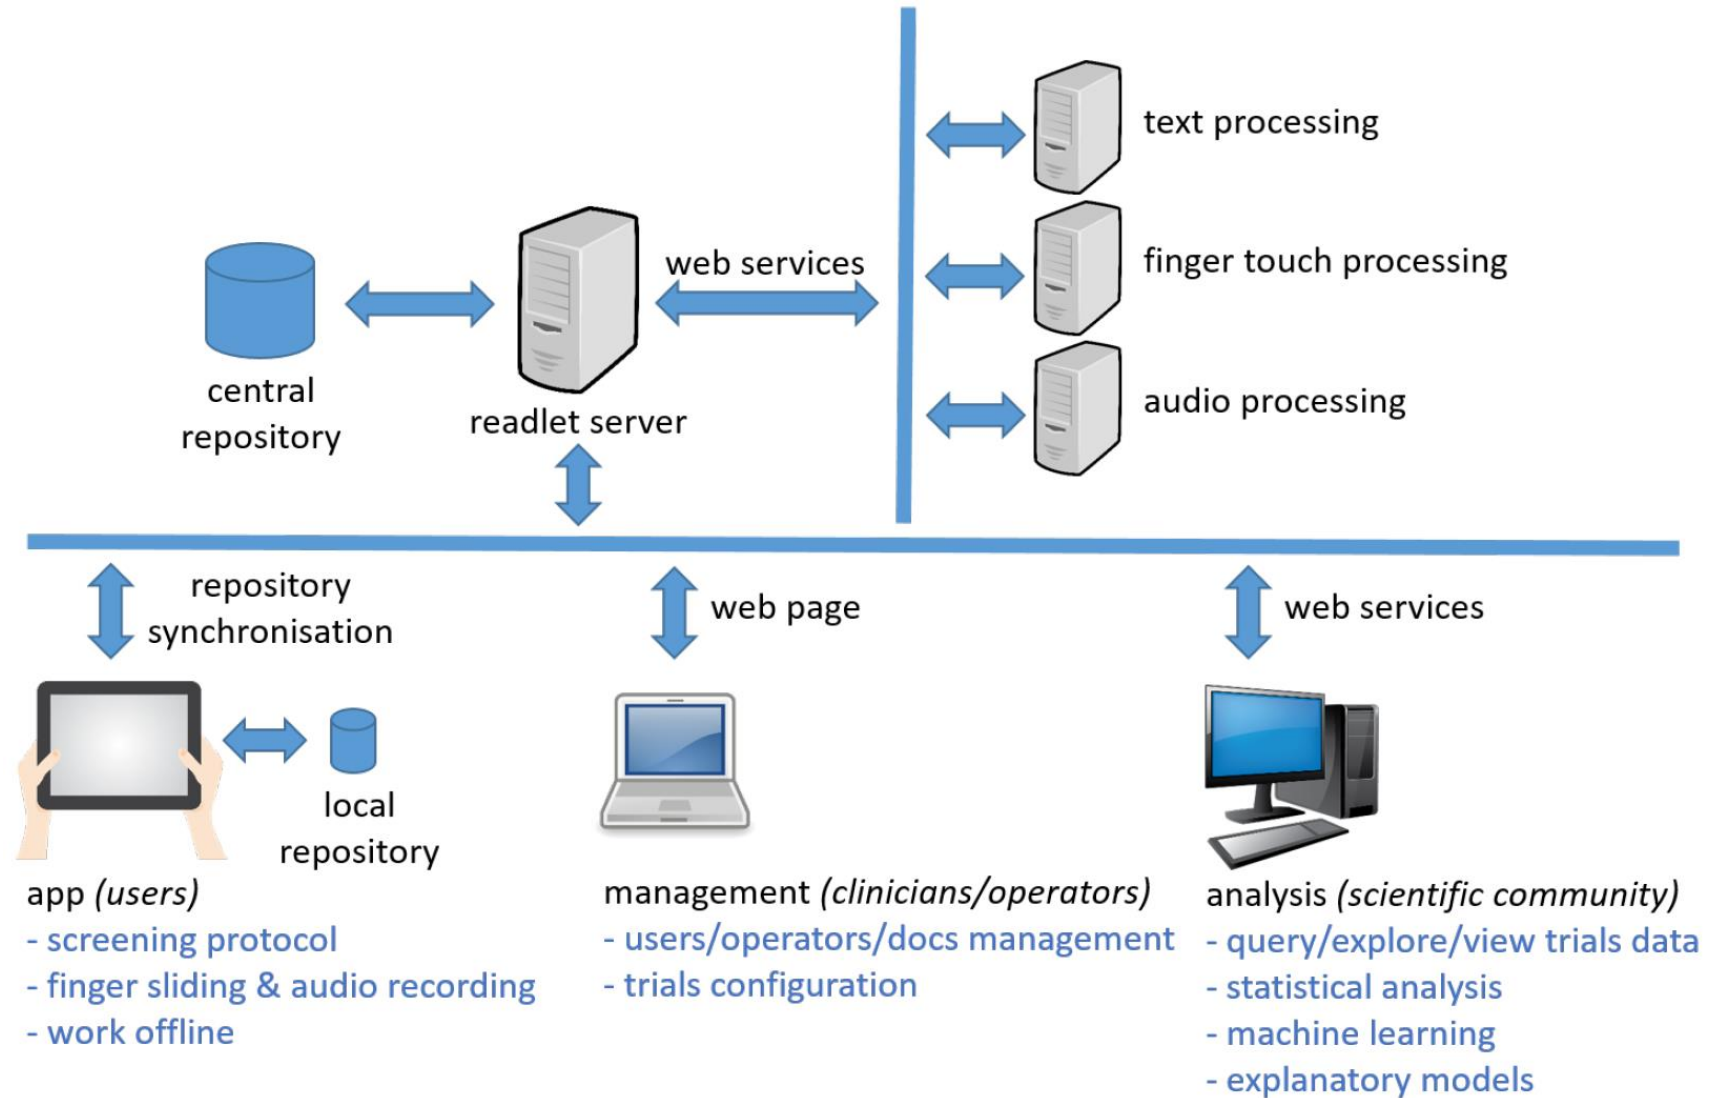 text processing
finger touch processing
audio processing
web services
central
repository
readlet server
repository
synchronisation
web page
web services
local
repository
app (users)
- screening protocol
- finger sliding & audio recording
- work offline
management (clinicians/operators)
- users/operators/docs management
- trials configuration
analysis (scientific community)
- query/explore/view trials data
- statistical analysis
- machine learning
- explanatory models